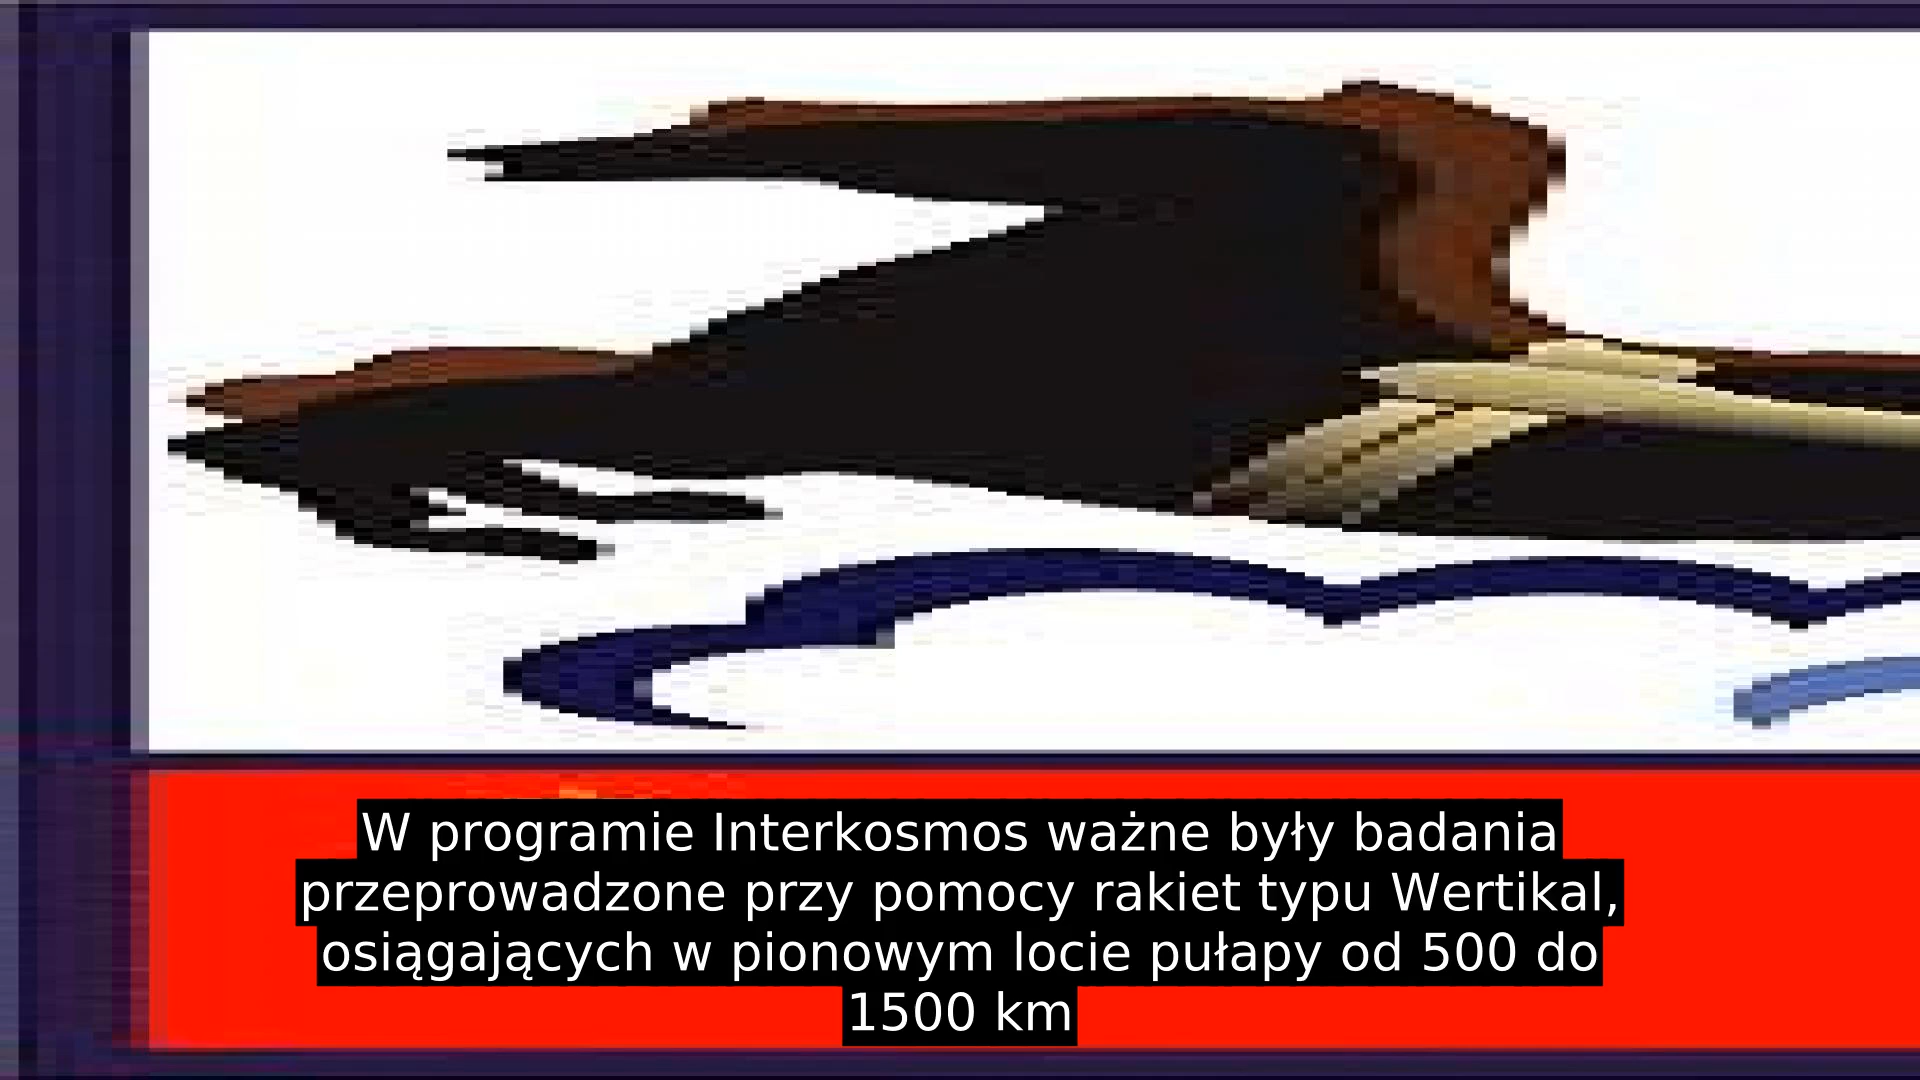 W programie Interkosmos ważne były badania
przeprowadzone przy pomocy rakiet typu Wertikal,
osiągających w pionowym locie pułapy od 500 do
1500 km